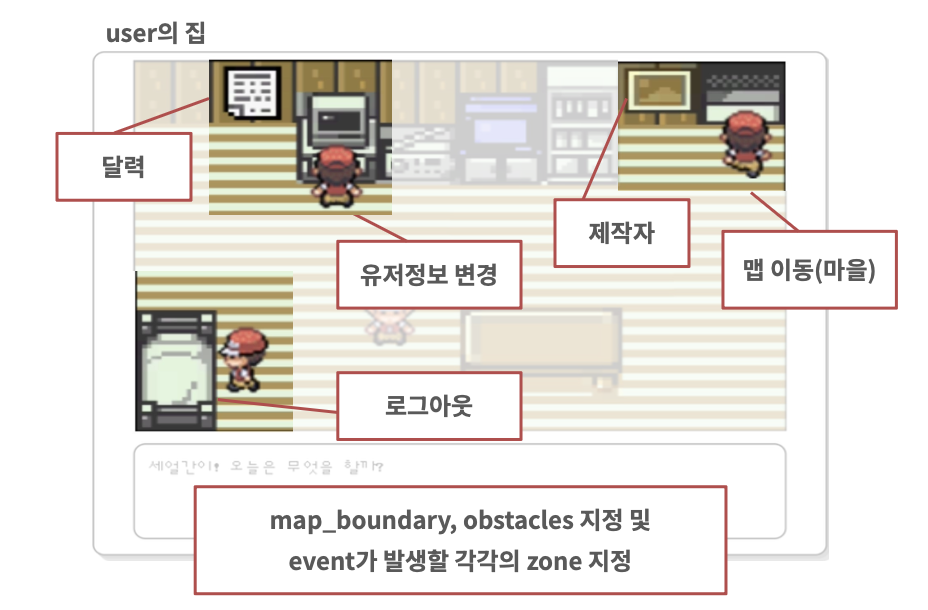 user의 집
달력
제작자
유저정보 변경
맵 이동(마을)
로그아웃
세얼간이! 오늘은 무엇을 할까?
map_boundary, obstacles 지정 및
event가 발생할 각각의 zone 지정